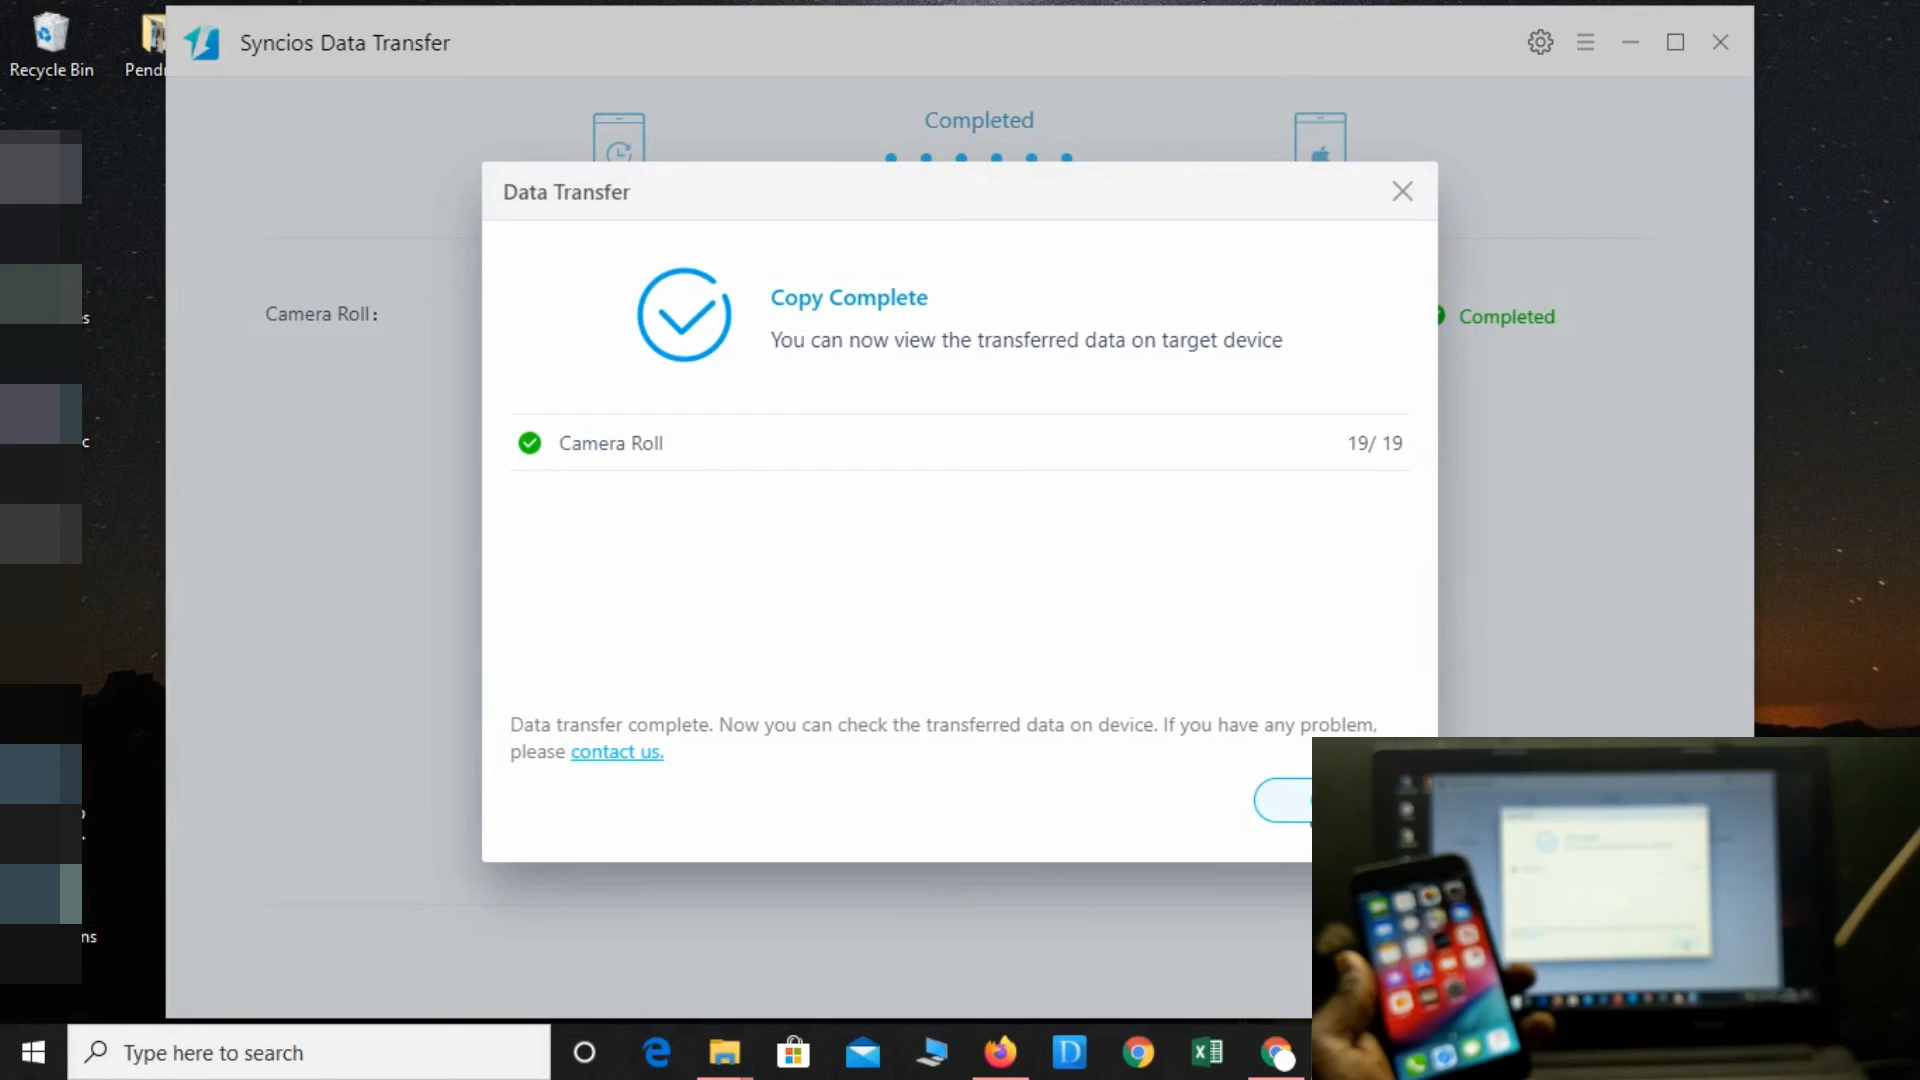 Recycle Bin
Pend
Syncios Data Transfer
Completed
Data Transfer
Copy Complete
You can now view the transferred data on target device
Camera Roll:
Completed
Camera Roll
19/ 19
Data transfer complete. Now you can check the transferred data on device. If you have any problem,
please contact us.
Type here to search